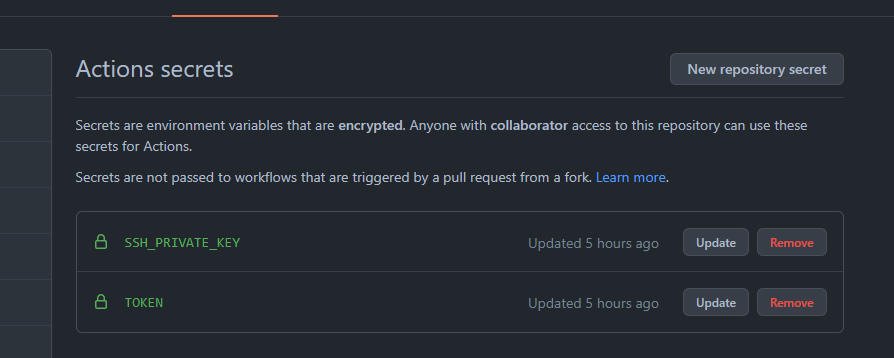 Actions secrets
New repository secret
Secrets are environment variables that are encrypted. Anyone with collaborator access to this repository can use these
secrets for Actions.
Secrets are not passed to workflows that are triggered by a pull request from a fork. Learn more.
SSH_PRIVATE_KEY Updated 5 hours ago Update Remove
TOKEN Updated 5 hours ago Update Remove